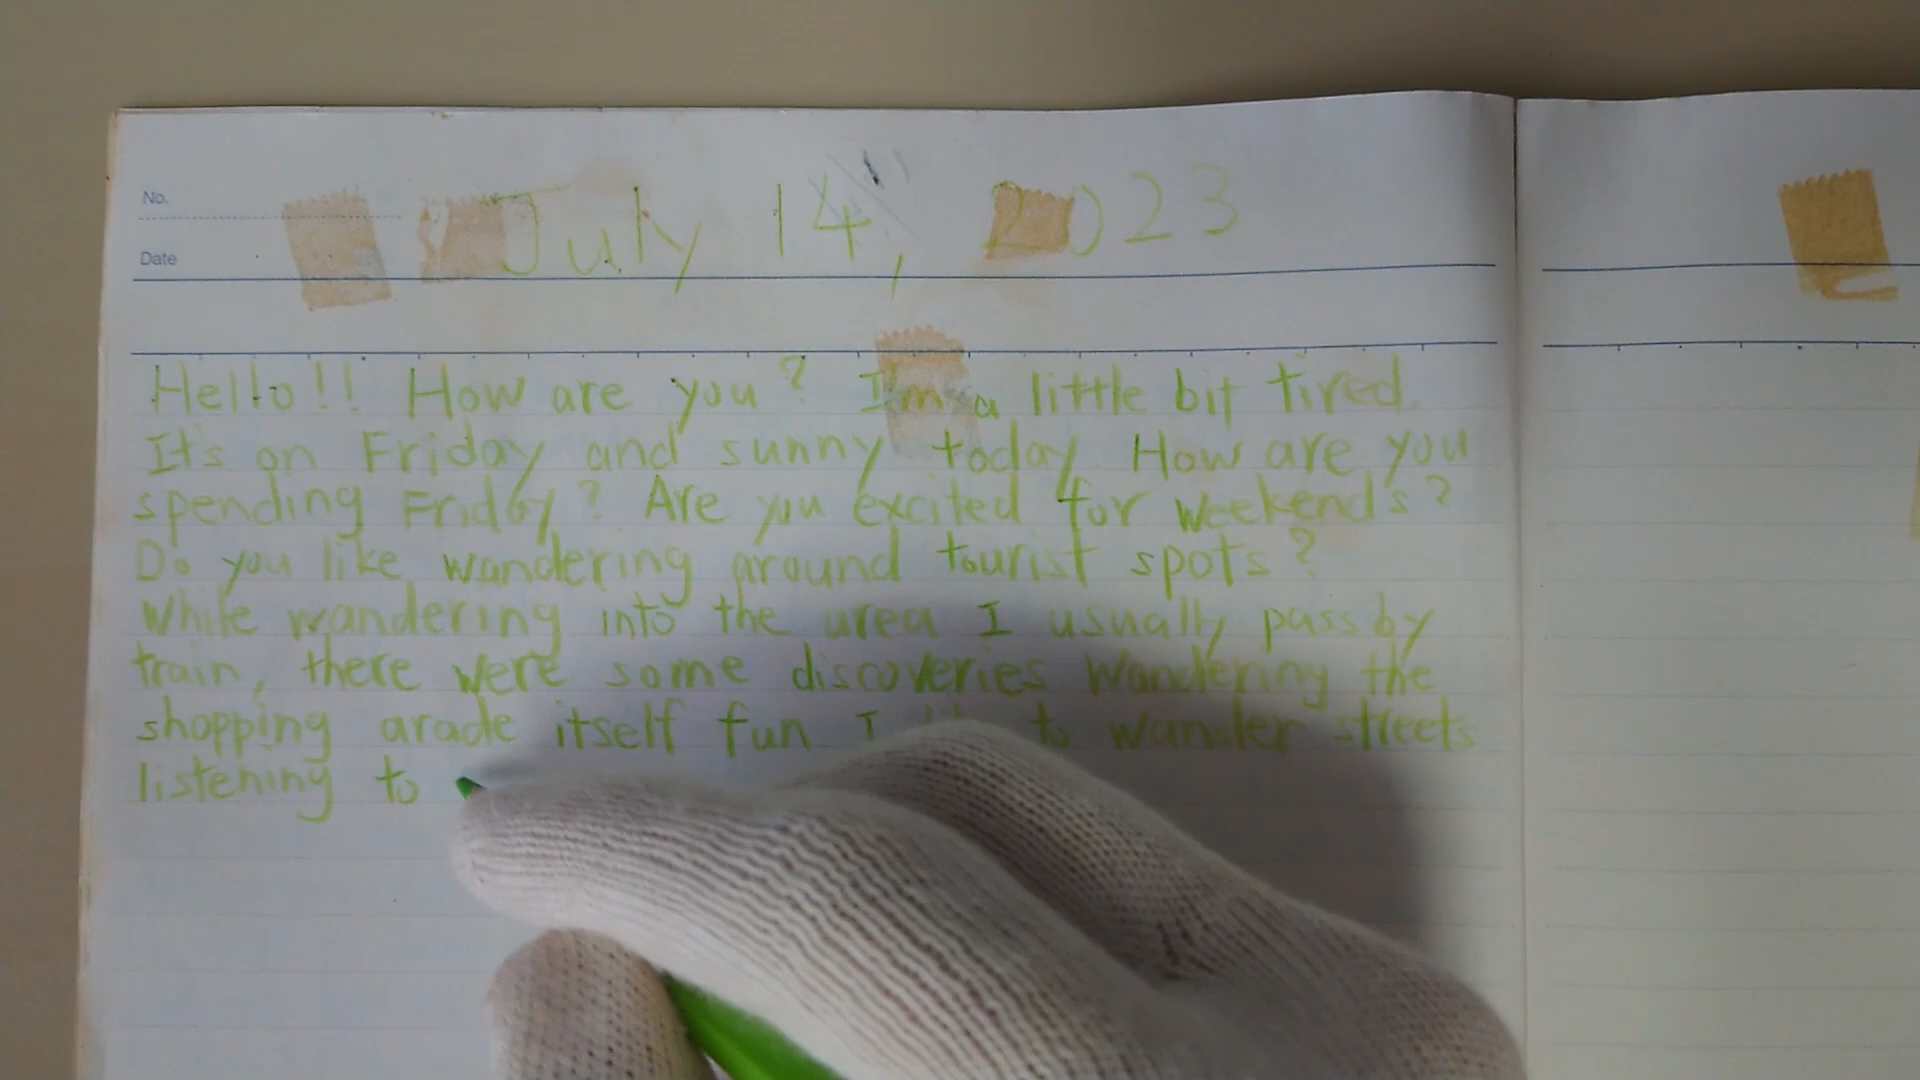 No.
July 14, 2023
Date
Hello!! How are you? I'm a little bit tired.
It's on Friday and sunny today. How are you
spending Friday? Are you excited for weekends?
Do you like wandering around tourist spots?
While wandering into the area I usually pass by
train, there were some discoveries Wandering the
shopping arade itself fun I to wander streets
listening to